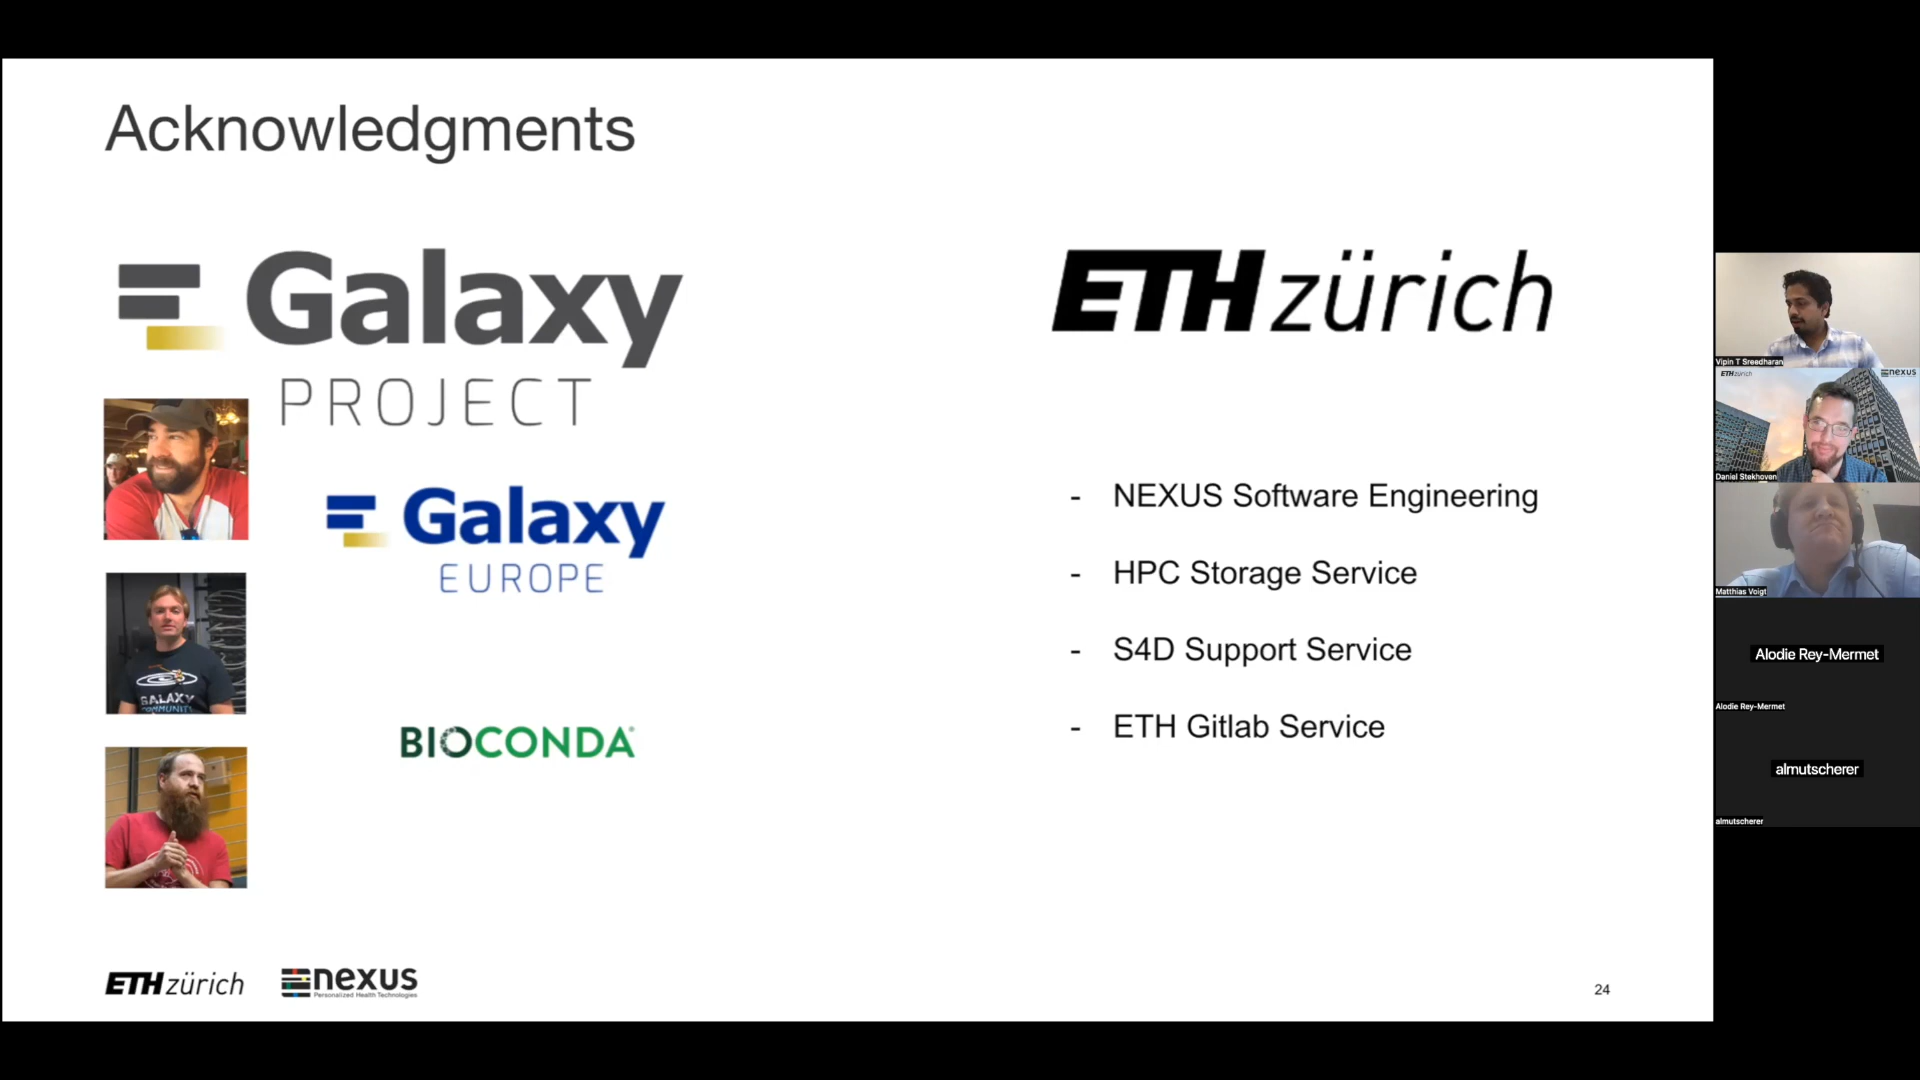 Acknowledgments
Galaxy
PROJECT
Galaxy
EUROPE
BIOCONDA
ETH zürich
- NEXUS Software Engineering
- HPC Storage Service
- S4D Support Service
- ETH Gitlab Service
GALAXY
COMMUNITY
ETH zürich
nexus
Personalized Health Technologies
24
Vipin T Sreedharan
ETH zürich
nexus
Daniel Stekhoven
Matthias Voigt
Alodie Rey-Mermet
Alodie Rey-Mermet
almutscherer
almutscherer